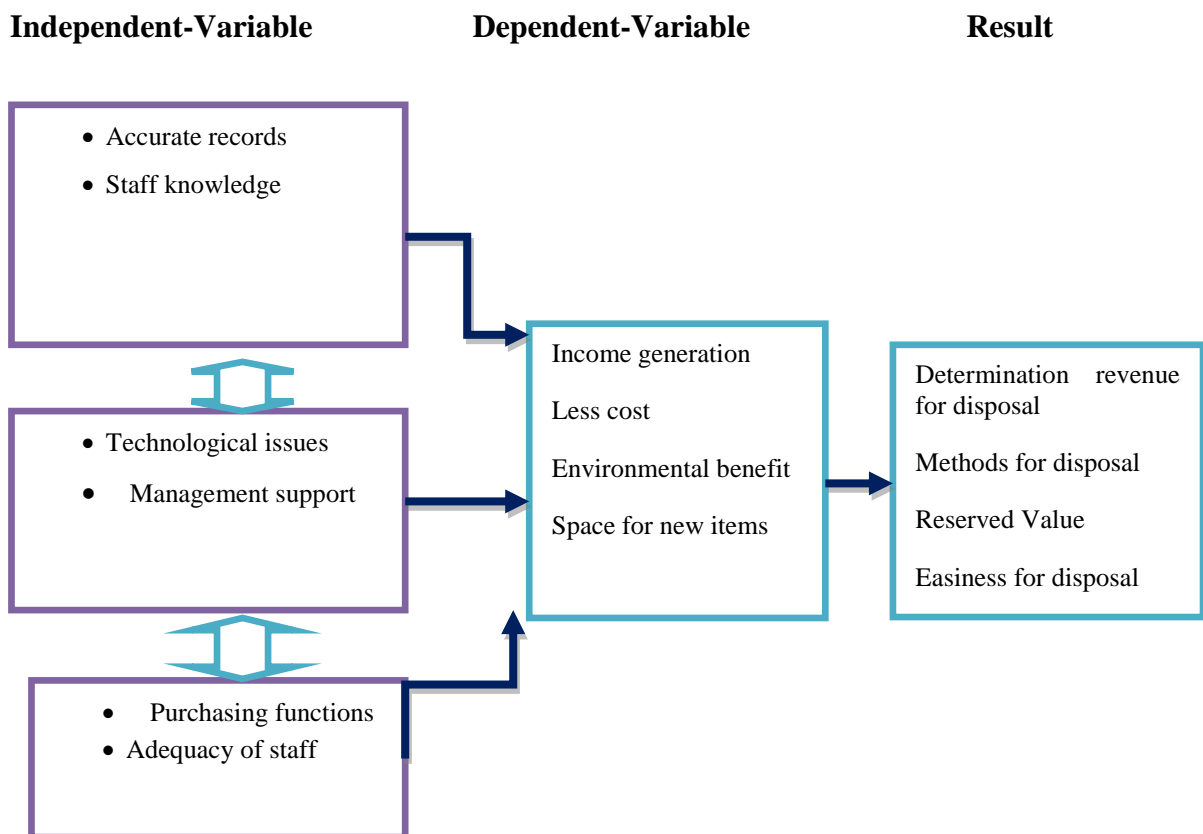 Independent-Variable
Dependent-Variable
Result
• Accurate records
• Staff knowledge
• Technological issues
• Management support
• Purchasing functions
• Adequacy of staff
Income generation
Less cost
Environmental benefit
Space for new items
Determination revenue
for disposal
Methods for disposal
Reserved Value
Easiness for disposal